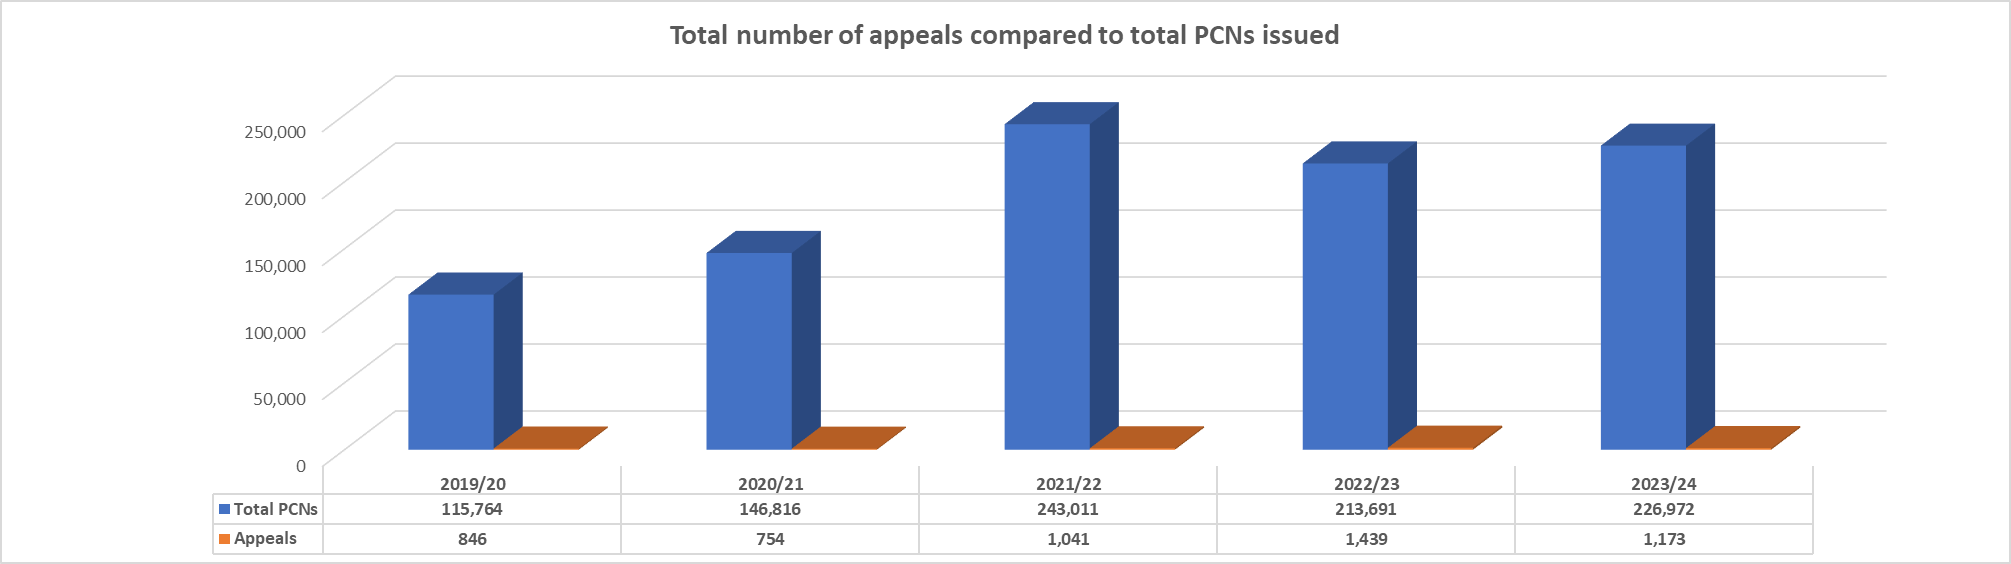 Total number of appeals compared to total PCNs issued
250,000
200,000
150,000
100,000
50,000
0
2019/20 2020/21 2021/22 2022/23 2023/24
Total PCNs 115,764 146,816 243,011 213,691 226,972
Appeals 846 754 1,041 1,439 1,173